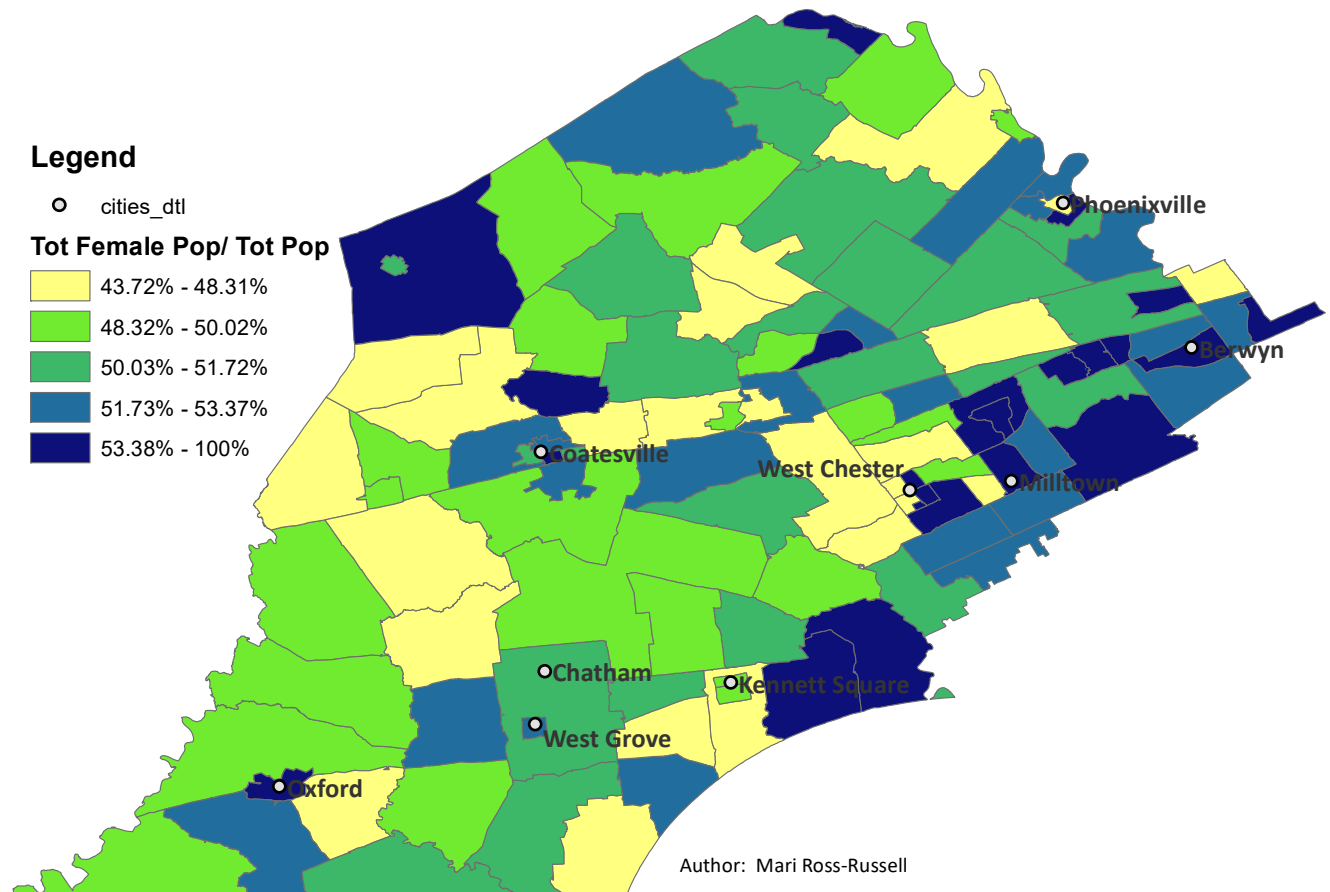 Legend
cities_dtl
Tot Female Pop/ Tot Pop
43.72% - 48.31%
48.32% - 50.02%
50.03% - 51.72%
51.73% - 53.37%
53.38% - 100%
Phoenixville
Berwyn
Coatesville
West Chester
Milltown
Chatham
Kennett Square
West Grove
Oxford
Author:  Mari Ross-Russell